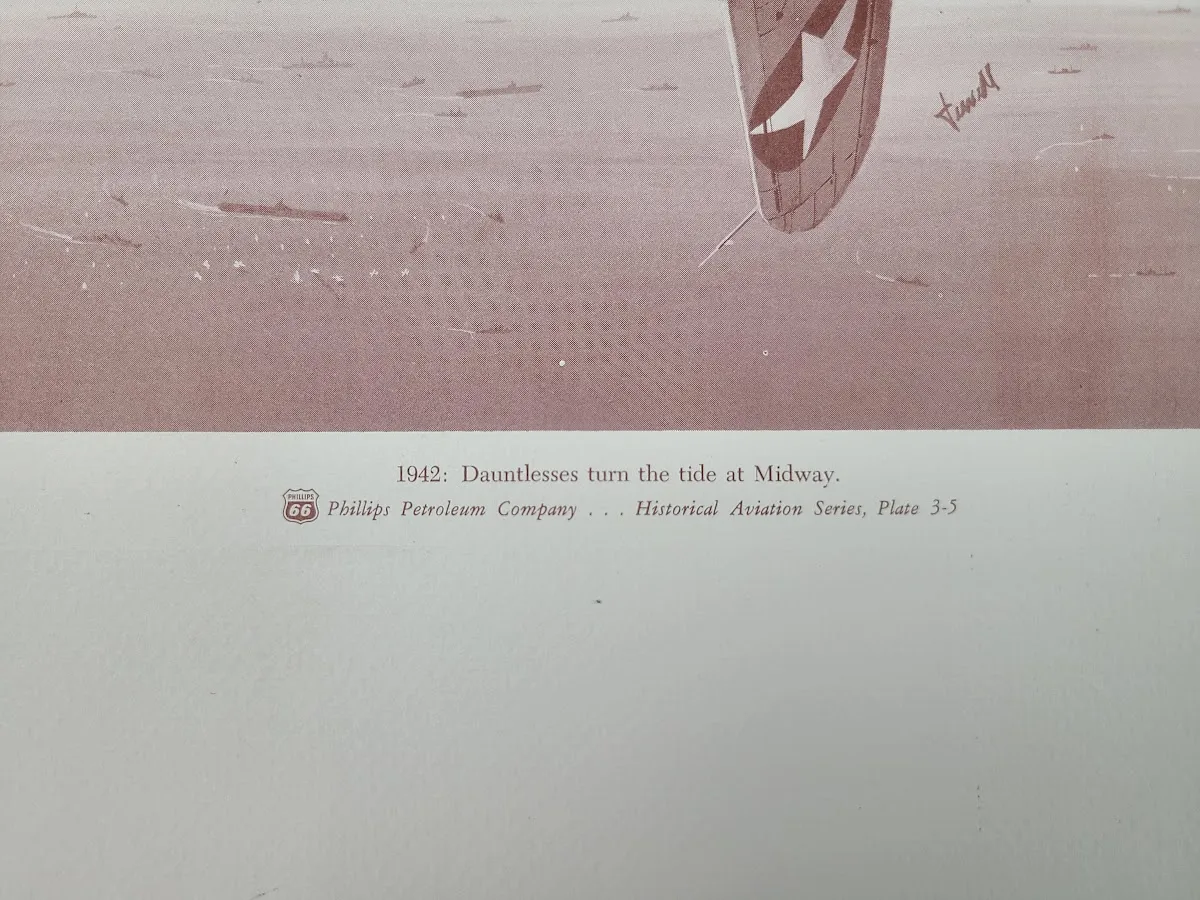 1942: Dauntlesses turn the tide at Midway.
PHILLIPS 66 Phillips Petroleum Company . . . Historical Aviation Series, Plate 3-5